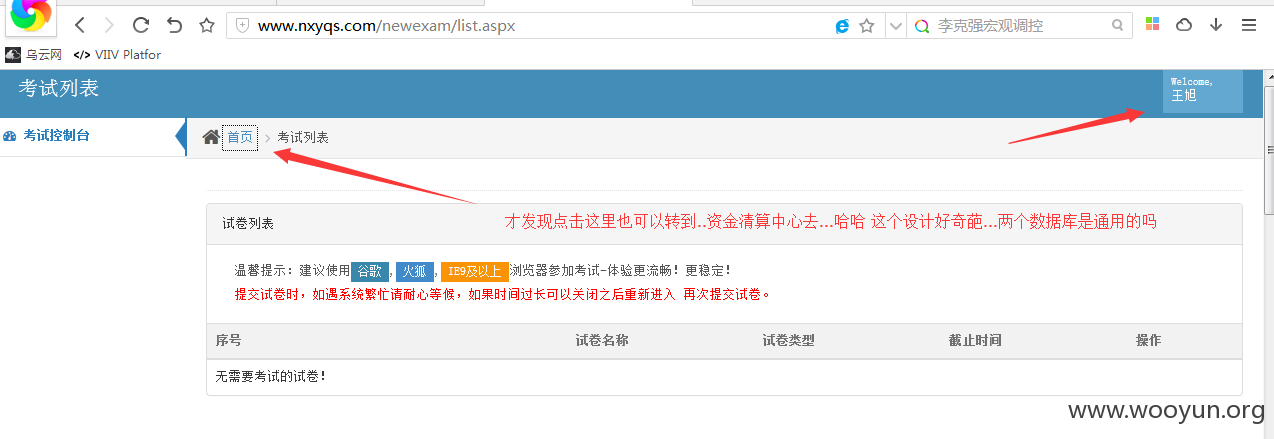 www.nxyqs.com/newexam/list.aspx
李克强宏观调控
乌云网 </> VIIV Platfor
考试列表
Welcome,
王旭
考试控制台
首页 > 考试列表
试卷列表
才发现点击这里也可以转到..资金清算中心去...哈哈 这个设计好奇葩...两个数据库是通用的吗
温馨提示：建议使用 谷歌 , 火狐 , IE9及以上 浏览器参加考试-体验更流畅！更稳定！
提交试卷时，如遇系统繁忙请耐心等候，如果时间过长可以关闭之后重新进入 再次提交试卷。
序号 试卷名称 试卷类型 截止时间 操作
无需要考试的试卷！
www.wooyun.org